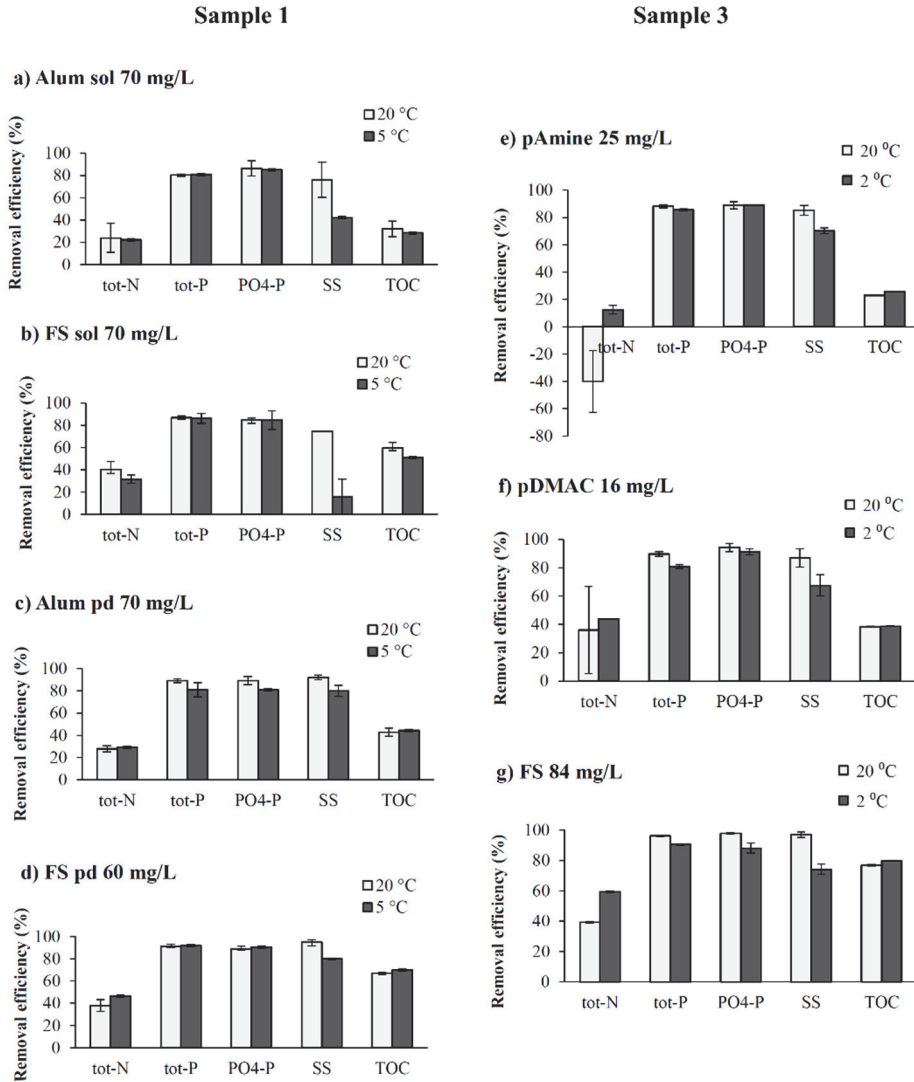 Sample 1
a) Alum sol 70 mg/L
20 °C
5 °C
Removal efficiency (%)
100
80
60
40
20
0
tot-N tot-P PO4-P SS TOC
b) FS sol 70 mg/L
20 °C
5 °C
Removal efficiency (%)
100
80
60
40
20
0
tot-N tot-P PO4-P SS TOC
c) Alum pd 70 mg/L
20 °C
5 °C
Removal efficiency (%)
100
80
60
40
20
0
tot-N tot-P PO4-P SS TOC
d) FS pd 60 mg/L
20 °C
5 °C
Removal efficiency (%)
100
80
60
40
20
0
tot-N tot-P PO4-P SS TOC
Sample 3
e) pAmine 25 mg/L
20 ⁰C
2 ⁰C
Removal efficiency (%)
100
80
60
40
20
0
-20
-40
-60
-80
tot-N tot-P PO4-P SS TOC
f) pDMAC 16 mg/L
20 ⁰C
2 ⁰C
Removal efficiency (%)
100
80
60
40
20
0
tot-N tot-P PO4-P SS TOC
g) FS 84 mg/L
20 ⁰C
2 ⁰C
Removal efficiency (%)
100
80
60
40
20
0
tot-N tot-P PO4-P SS TOC